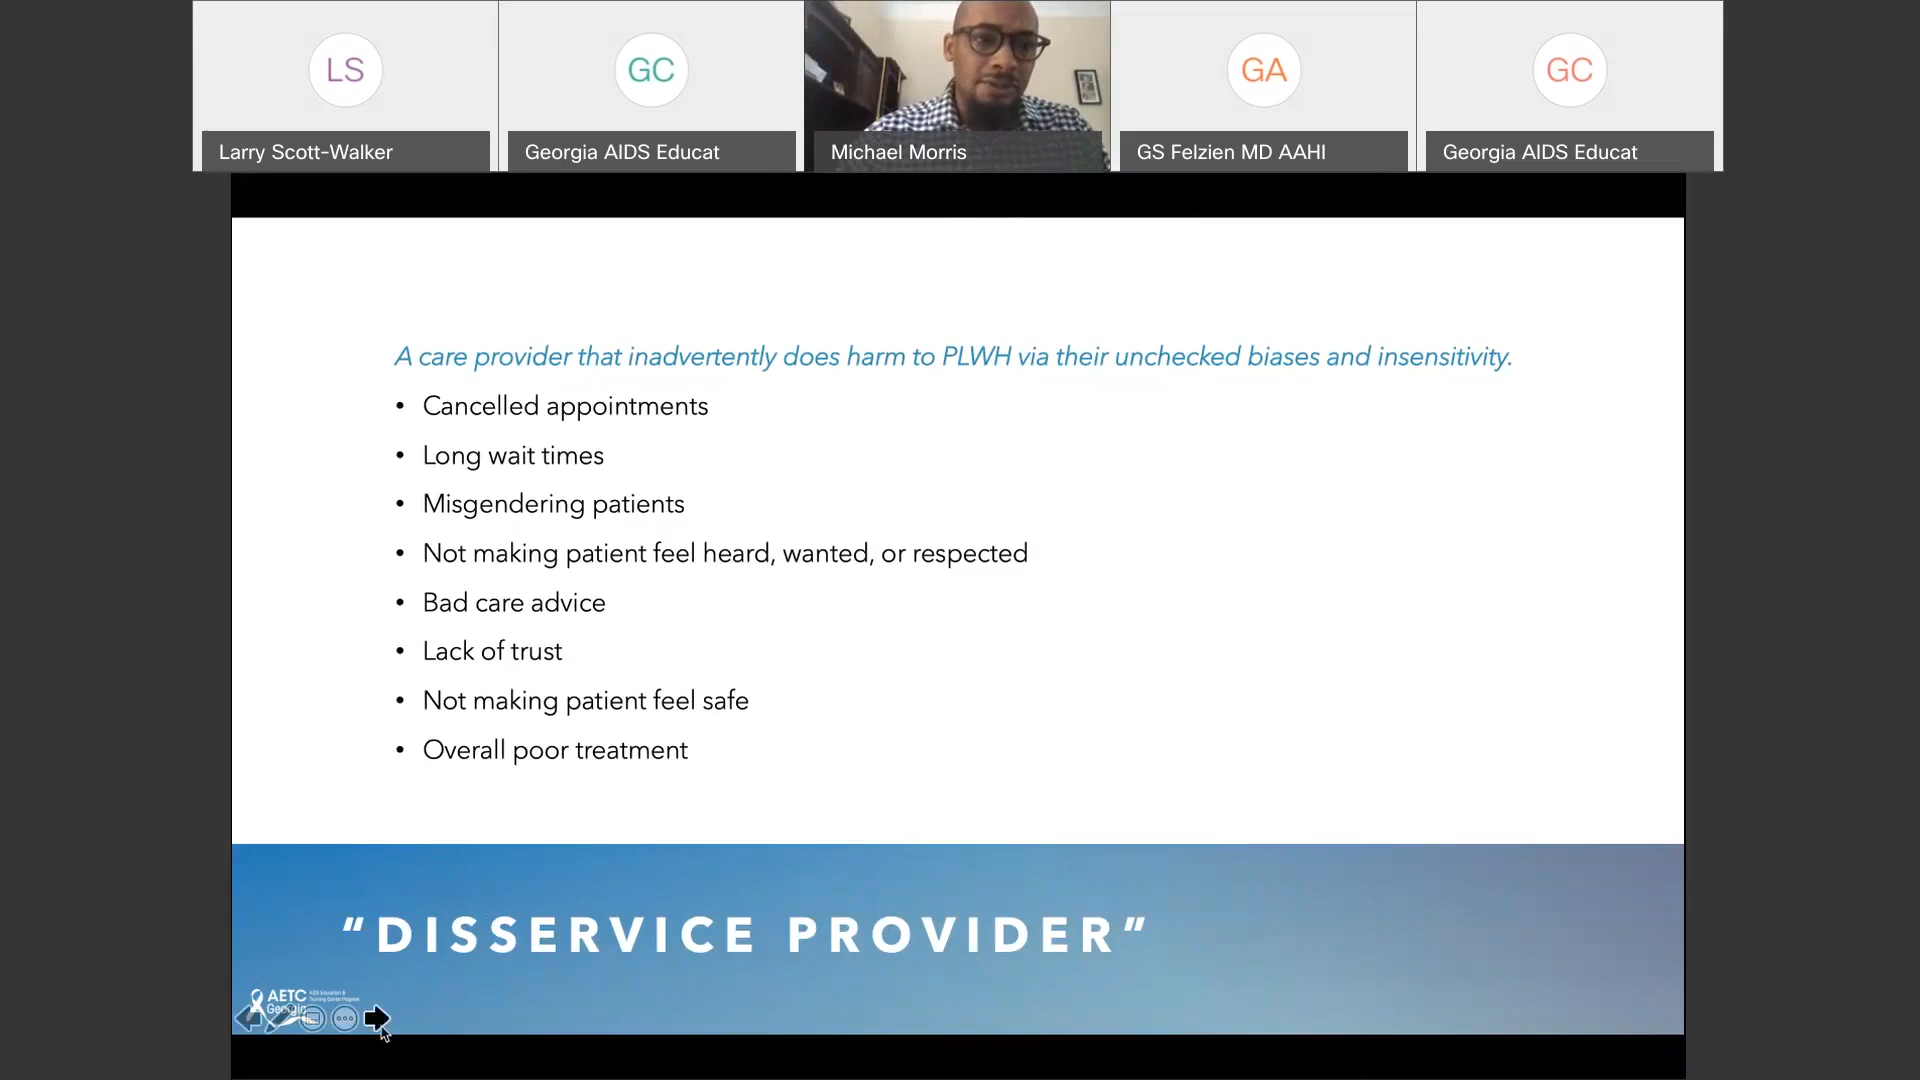 LS
GC
GA
GC
Larry Scott-Walker
Georgia AIDS Educat
Michael Morris
GS Felzien MD AAHI
Georgia AIDS Educat
A care provider that inadvertently does harm to PLWH via their unchecked biases and insensitivity.
• Cancelled appointments
• Long wait times
• Misgendering patients
• Not making patient feel heard, wanted, or respected
• Bad care advice
• Lack of trust
• Not making patient feel safe
• Overall poor treatment
“DISSERVICE PROVIDER”
AETC AIDS Education &
Training Center Program
Georgia